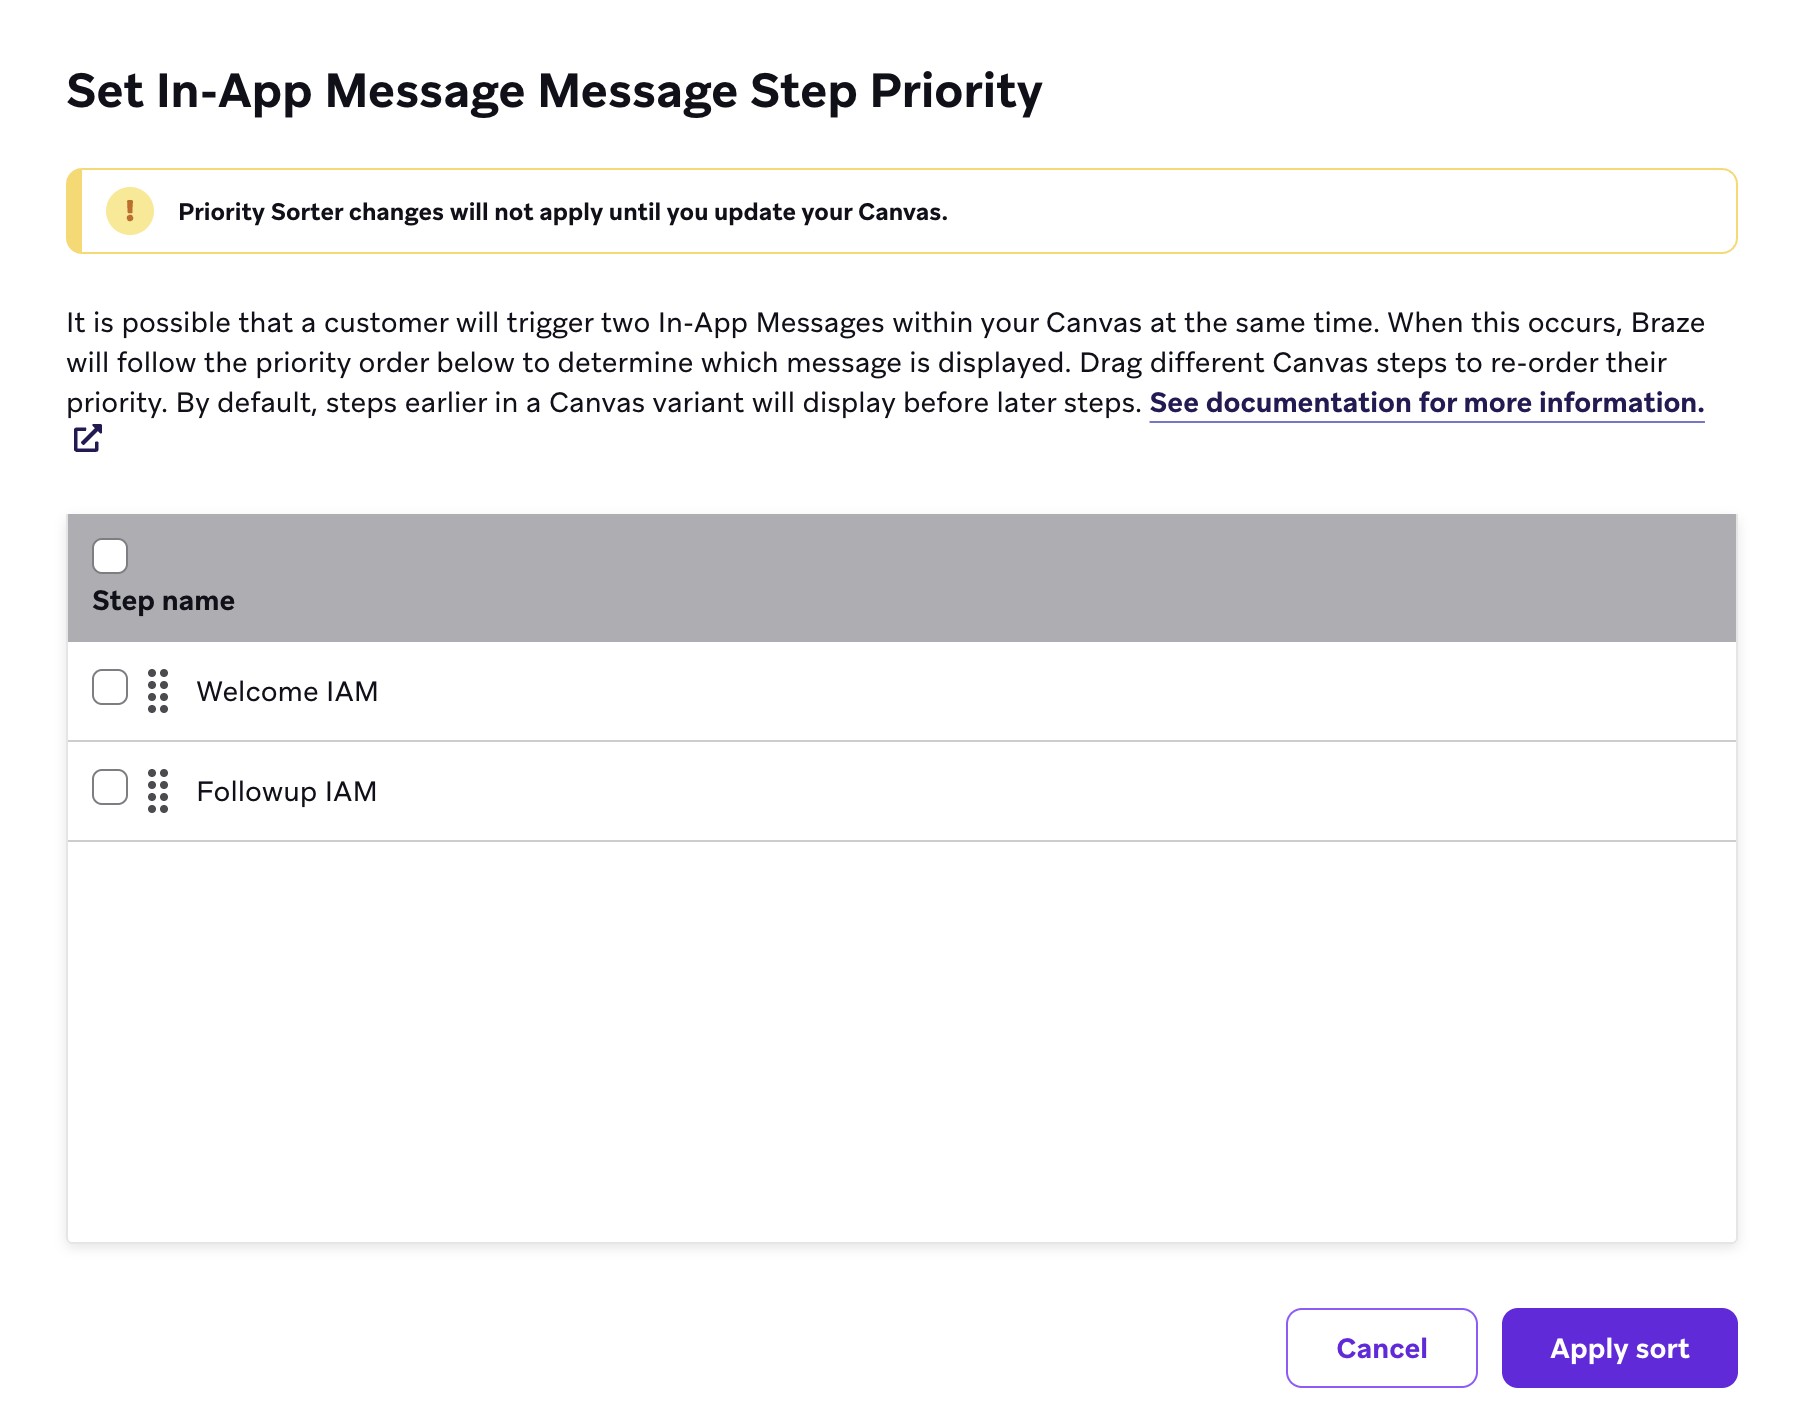 Set In-App Message Message Step Priority
Priority Sorter changes will not apply until you update your Canvas.
It is possible that a customer will trigger two In-App Messages within your Canvas at the same time. When this occurs, Braze
will follow the priority order below to determine which message is displayed. Drag different Canvas steps to re-order their
priority. By default, steps earlier in a Canvas variant will display before later steps. See documentation for more information.
Step name
Welcome IAM
Followup IAM
Cancel
Apply sort